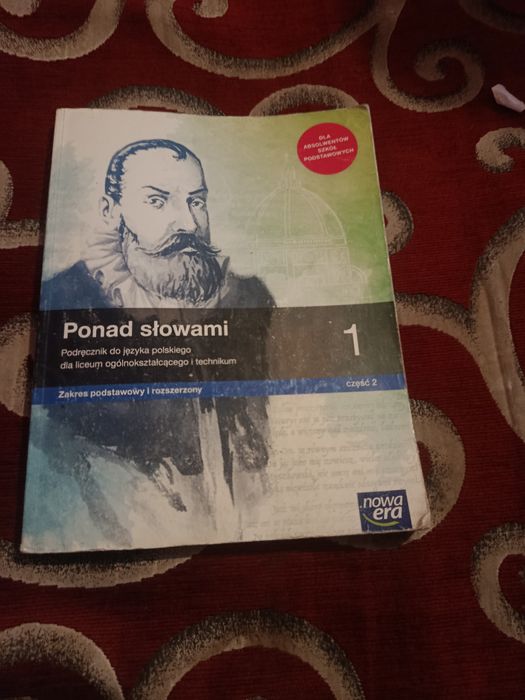 DLA
ABSOLWENTÓW
SZKÓŁ
PODSTAWOWYCH
Ponad słowami
1
Podręcznik do języka polskiego
dla liceum ogólnokształcącego i technikum
Zakres podstawowy i rozszerzony
część 2
nowa
era